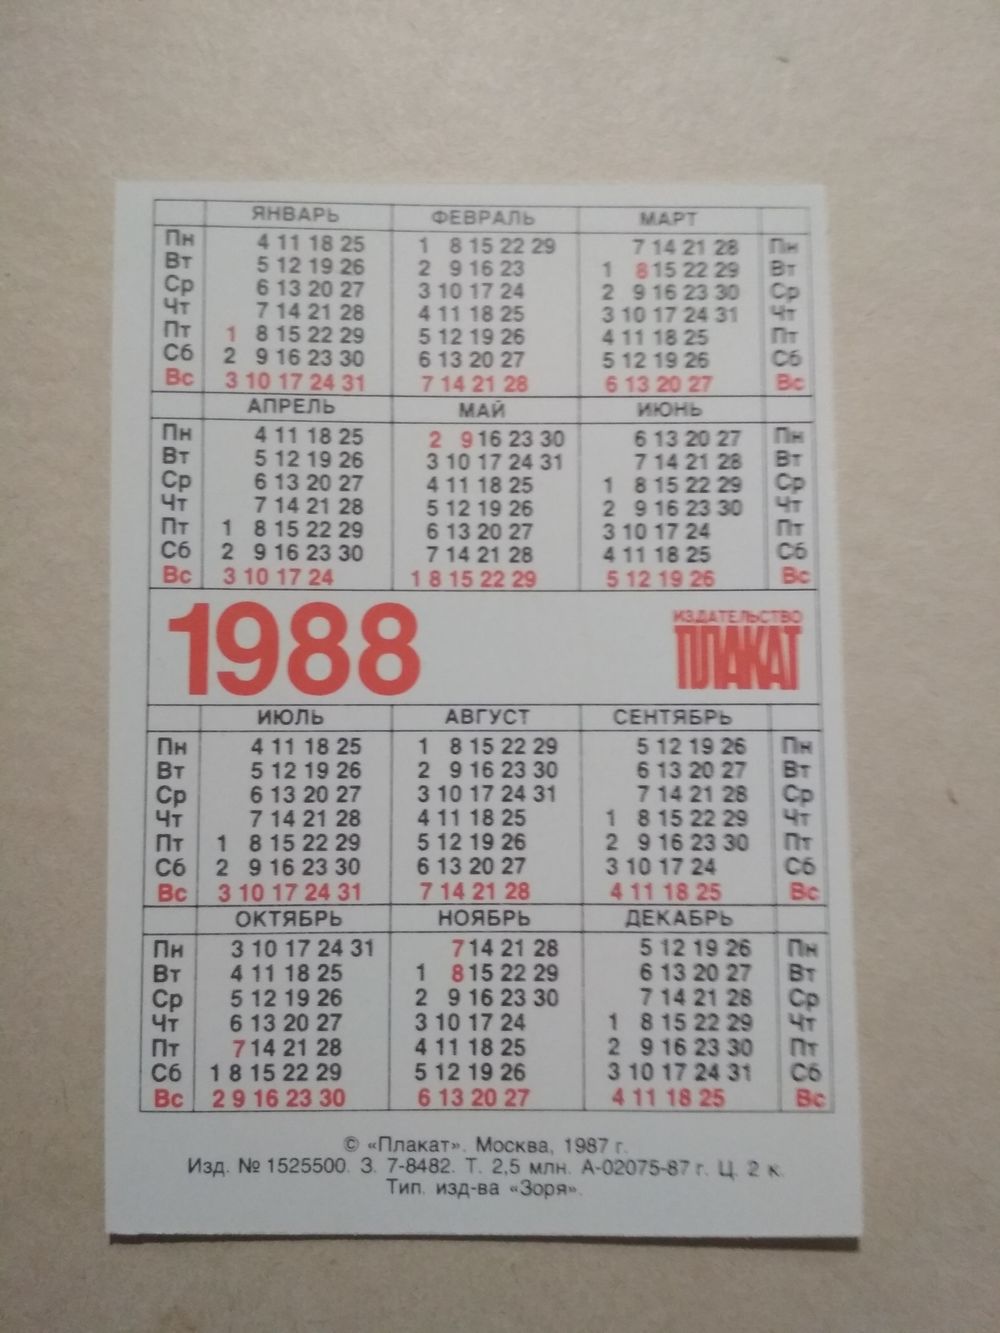 ЯНВАРЬ ФЕВРАЛЬ МАРТ
Пн 4 11 18 25 1 8 15 22 29 7 14 21 28 Пн
Вт 5 12 19 26 2 9 16 23 1 8 15 22 29 Вт
Ср 6 13 20 27 3 10 17 24 2 9 16 23 30 Ср
Чт 7 14 21 28 4 11 18 25 3 10 17 24 31 Чт
Пт 1 8 15 22 29 5 12 19 26 4 11 18 25 Пт
Сб 2 9 16 23 30 6 13 20 27 5 12 19 26 Сб
Вс 3 10 17 24 31 7 14 21 28 6 13 20 27 Вс
АПРЕЛЬ МАЙ ИЮНЬ
Пн 4 11 18 25 2 9 16 23 30 6 13 20 27 Пн
Вт 5 12 19 26 3 10 17 24 31 7 14 21 28 Вт
Ср 6 13 20 27 4 11 18 25 1 8 15 22 29 Ср
Чт 7 14 21 28 5 12 19 26 2 9 16 23 30 Чт
Пт 1 8 15 22 29 6 13 20 27 3 10 17 24 Пт
Сб 2 9 16 23 30 7 14 21 28 4 11 18 25 Сб
Вс 3 10 17 24 1 8 15 22 29 5 12 19 26 Вс
1988
ИЗДАТЕЛЬСТВО
ПЛАКАТ
ИЮЛЬ АВГУСТ СЕНТЯБРЬ
Пн 4 11 18 25 1 8 15 22 29 5 12 19 26 Пн
Вт 5 12 19 26 2 9 16 23 30 6 13 20 27 Вт
Ср 6 13 20 27 3 10 17 24 31 7 14 21 28 Ср
Чт 7 14 21 28 4 11 18 25 1 8 15 22 29 Чт
Пт 1 8 15 22 29 5 12 19 26 2 9 16 23 30 Пт
Сб 2 9 16 23 30 6 13 20 27 3 10 17 24 Сб
Вс 3 10 17 24 31 7 14 21 28 4 11 18 25 Вс
ОКТЯБРЬ НОЯБРЬ ДЕКАБРЬ
Пн 3 10 17 24 31 7 14 21 28 5 12 19 26 Пн
Вт 4 11 18 25 1 8 15 22 29 6 13 20 27 Вт
Ср 5 12 19 26 2 9 16 23 30 7 14 21 28 Ср
Чт 6 13 20 27 3 10 17 24 1 8 15 22 29 Чт
Пт 7 14 21 28 4 11 18 25 2 9 16 23 30 Пт
Сб 1 8 15 22 29 5 12 19 26 3 10 17 24 31 Сб
Вс 2 9 16 23 30 6 13 20 27 4 11 18 25 Вс
© «Плакат». Москва, 1987 г.
Изд. № 1525500. З. 7-8482. Т. 2,5 млн. А-02075-87 г. Ц. 2 к.
Тип. изд-ва «Зоря».